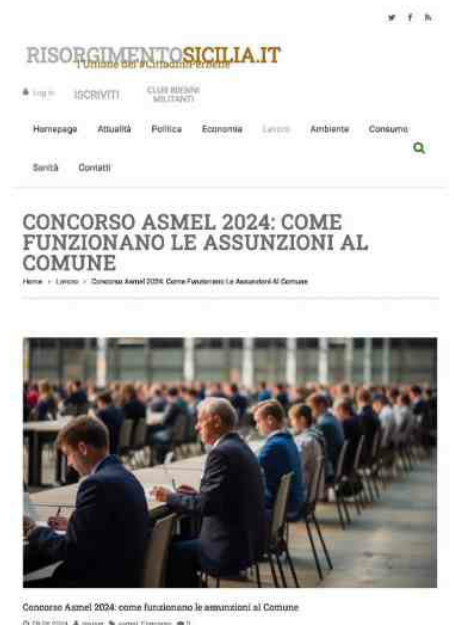 RISORGIMENTOSICILIA.IT
Log in
ISCRIVITI
CLUB BIENNI
MILITANTI
Homepage Attualità Politica Economia Lavoro Ambiente Consumo
Sanità Contatti
CONCORSO ASMEL 2024: COME
FUNZIONANO LE ASSUNZIONI AL
COMUNE
Home > Lavoro > Concorso Asmel 2024: Come Funzionano Le Assunzioni Al Comune
Concorso Asmel 2024: come funzionano le assunzioni al Comune